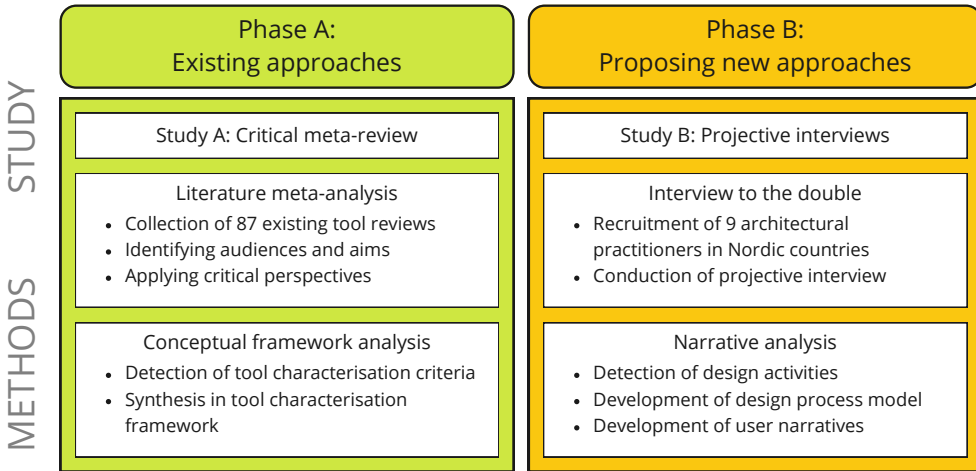 Phase A:
Existing approaches
Phase B:
Proposing new approaches
STUDY
Study A: Critical meta-review
Study B: Projective interviews
METHODS
Literature meta-analysis
• Collection of 87 existing tool reviews
• Identifying audiences and aims
• Applying critical perspectives
Interview to the double
• Recruitment of 9 architectural
practitioners in Nordic countries
• Conduction of projective interview
Conceptual framework analysis
• Detection of tool characterisation criteria
• Synthesis in tool characterisation
framework
Narrative analysis
• Detection of design activities
• Development of design process model
• Development of user narratives